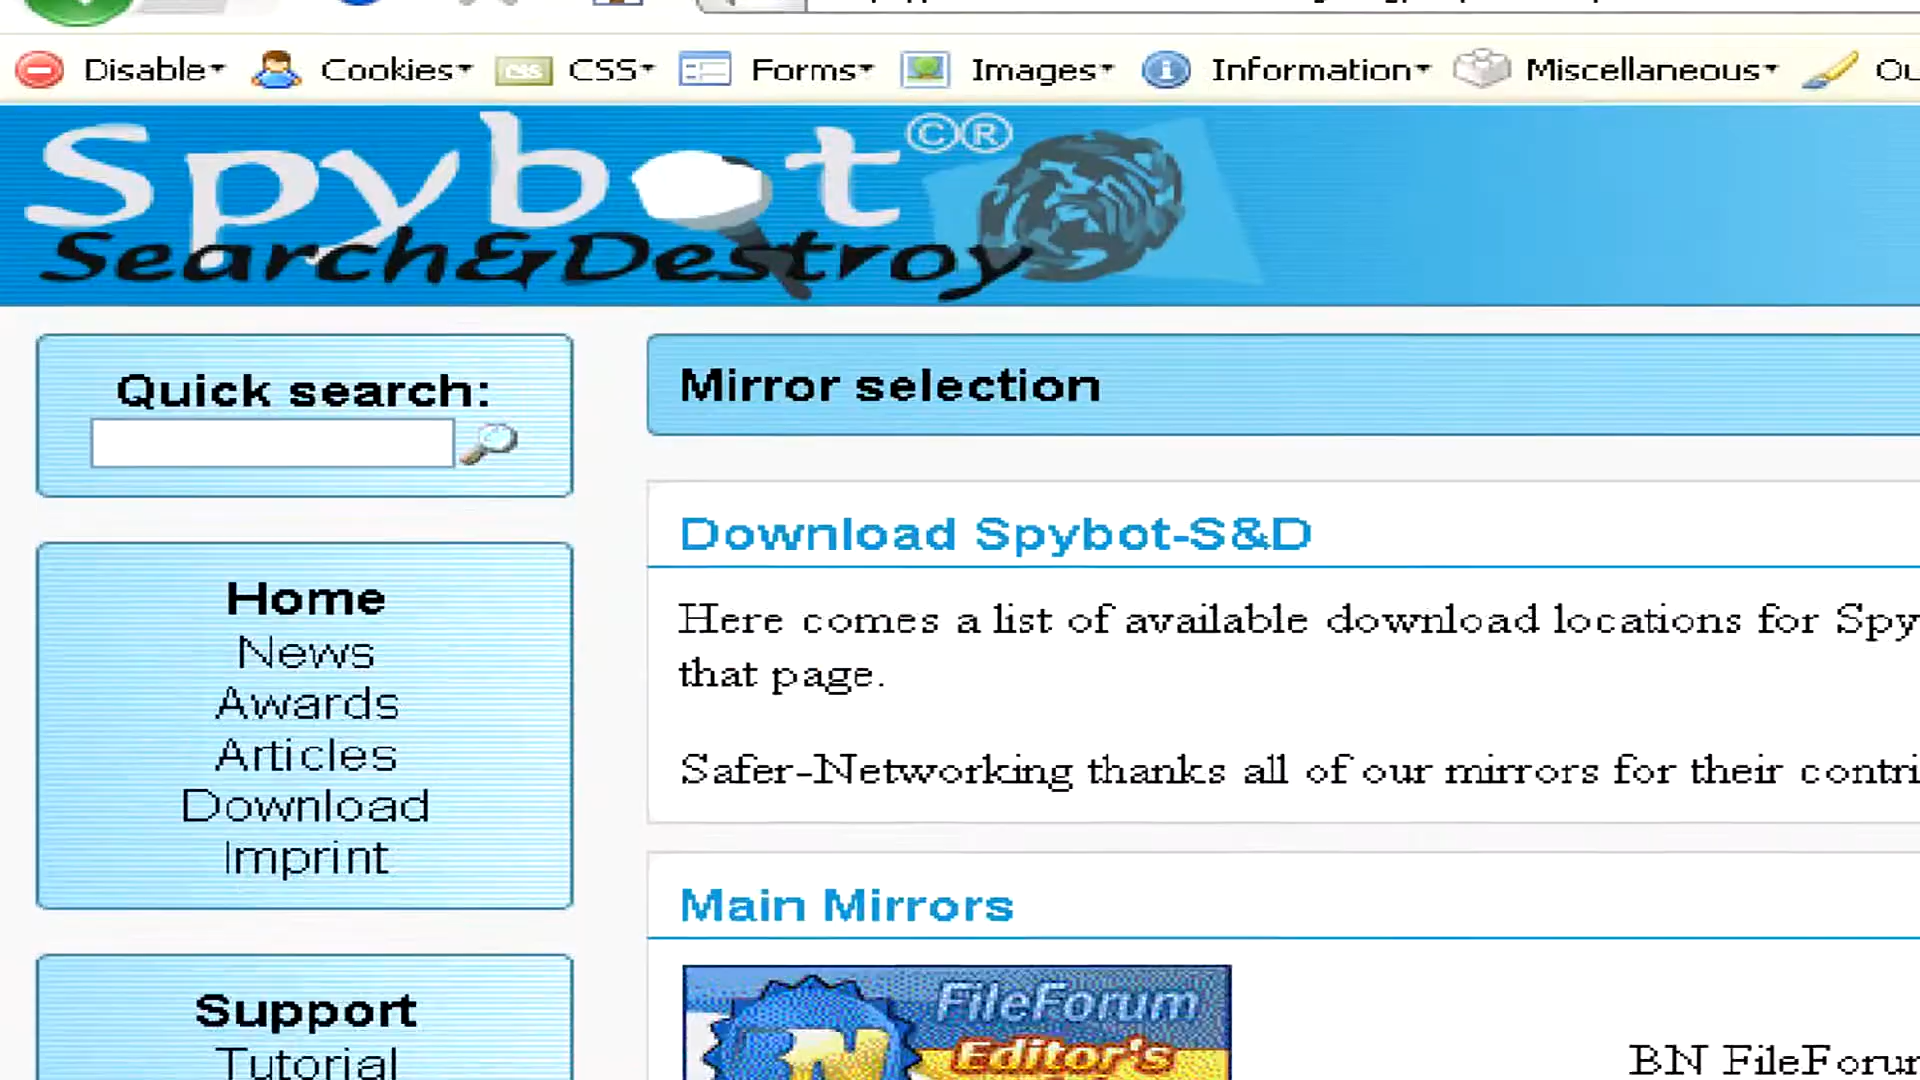 Disable Cookies CSS Forms Images Information Miscellaneous
Spybot ©®
Search&Destroy
Quick search:
Mirror selection
Download Spybot-S&D
Here comes a list of available download locations for Spy
that page.
Safer-Networking thanks all of our mirrors for their contri
Home
News
Awards
Articles
Download
Imprint
Main Mirrors
FileForum
Editor's
BN FileForum
Support
Tutorial